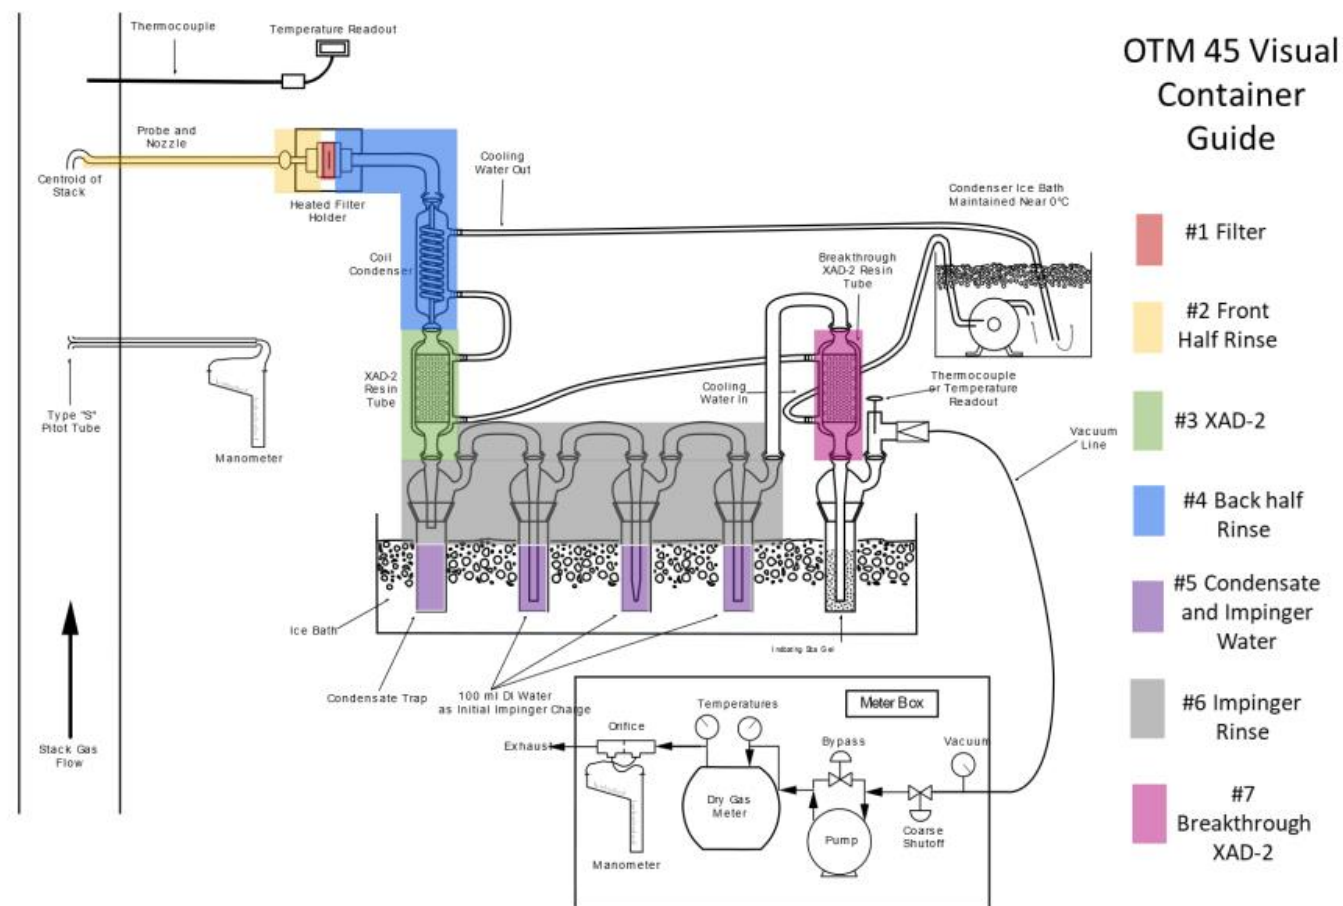 Thermocouple
Temperature Readout
OTM 45 Visual
Container
Guide
Probe and
Nozzle
Centroid of
Stack
Heated Filter
Holder
Cooling
Water Out
Condenser Ice Bath
Maintained Near 0°C
Coil
Condenser
Breakthrough
XAD-2 Resin
Tube
#1 Filter
#2 Front
Half Rinse
#3 XAD-2
#4 Back half
Rinse
#5 Condensate
and Impinger
Water
#6 Impinger
Rinse
#7
Breakthrough
XAD-2
XAD-2
Resin
Tube
Cooling
Water In
Thermocouple
or Temperature
Readout
Type "S"
Pitot Tube
Manometer
Vacuum
Line
Ice Bath
Condensate Trap
100 ml DI Water
as Initial Impinger Charge
Gel
Stack Gas
Flow
Meter Box
Temperatures
Orifice
Exhaust
Bypass
Vacuum
Dry Gas
Meter
Pump
Coarse
Shutoff
Manometer